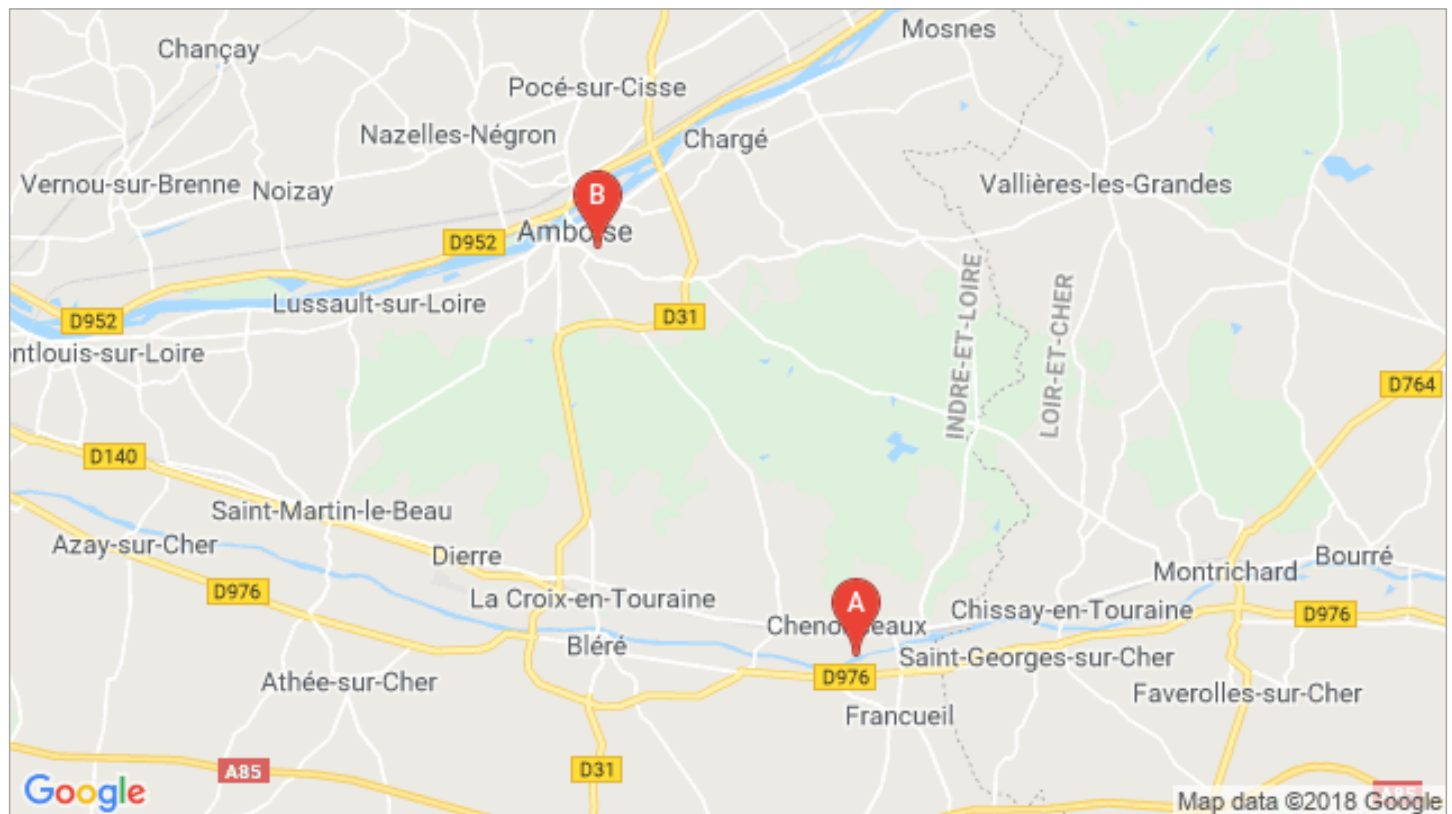 Mosnes
Chançay
Pocé-sur-Cisse
Nazelles-Négron
Chargé
Vernou-sur-Brenne
Noizay
Vallières-les-Grandes
B
Amboise
D952
Lussault-sur-Loire
D952
D31
ntlouis-sur-Loire
INDRE-ET-LOIRE
LOIR-ET-CHER
D764
D140
Saint-Martin-le-Beau
Azay-sur-Cher
Dierre
Bourré
Montrichard
D976
La Croix-en-Touraine
A
Chissay-en-Touraine
D976
Chenonceaux
Bléré
Saint-Georges-sur-Cher
D976
Athée-sur-Cher
Faverolles-sur-Cher
Francueil
A85
D31
Google
A85
Map data ©2018 Google